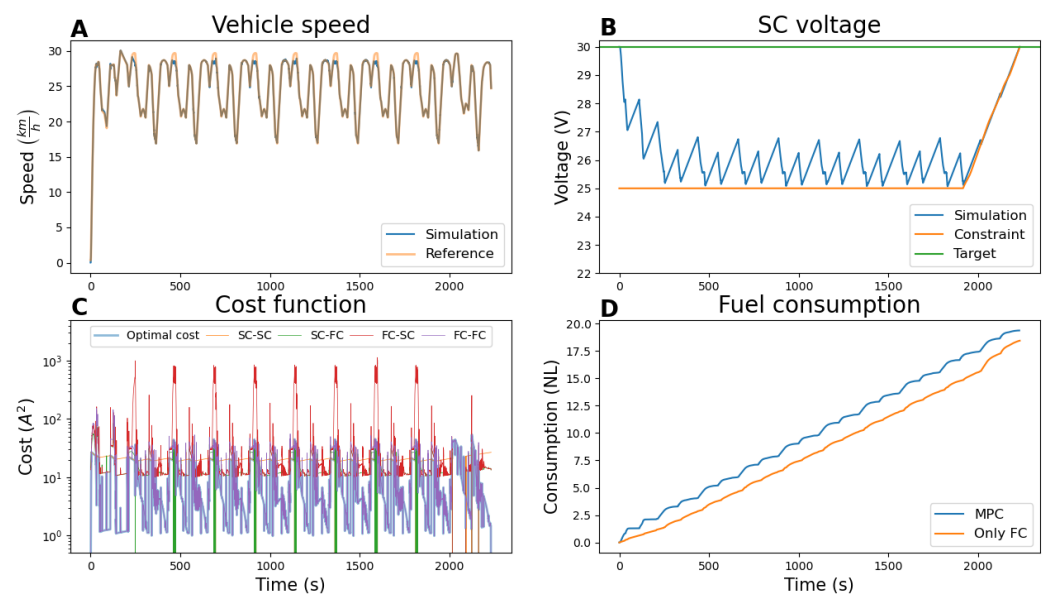 A Vehicle speed
Speed (km/h)
30
25
20
15
10
5
0
0 500 1000 1500 2000
Simulation
Reference
B SC voltage
Voltage (V)
30
29
28
27
26
25
24
23
22
0 500 1000 1500 2000
Simulation
Constraint
Target
C Cost function
Cost (A²)
10³
10²
10¹
10⁰
Optimal cost SC-SC SC-FC FC-SC FC-FC
0 500 1000 1500 2000
Time (s)
D Fuel consumption
Consumption (NL)
20.0
17.5
15.0
12.5
10.0
7.5
5.0
2.5
0.0
MPC
Only FC
0 500 1000 1500 2000
Time (s)